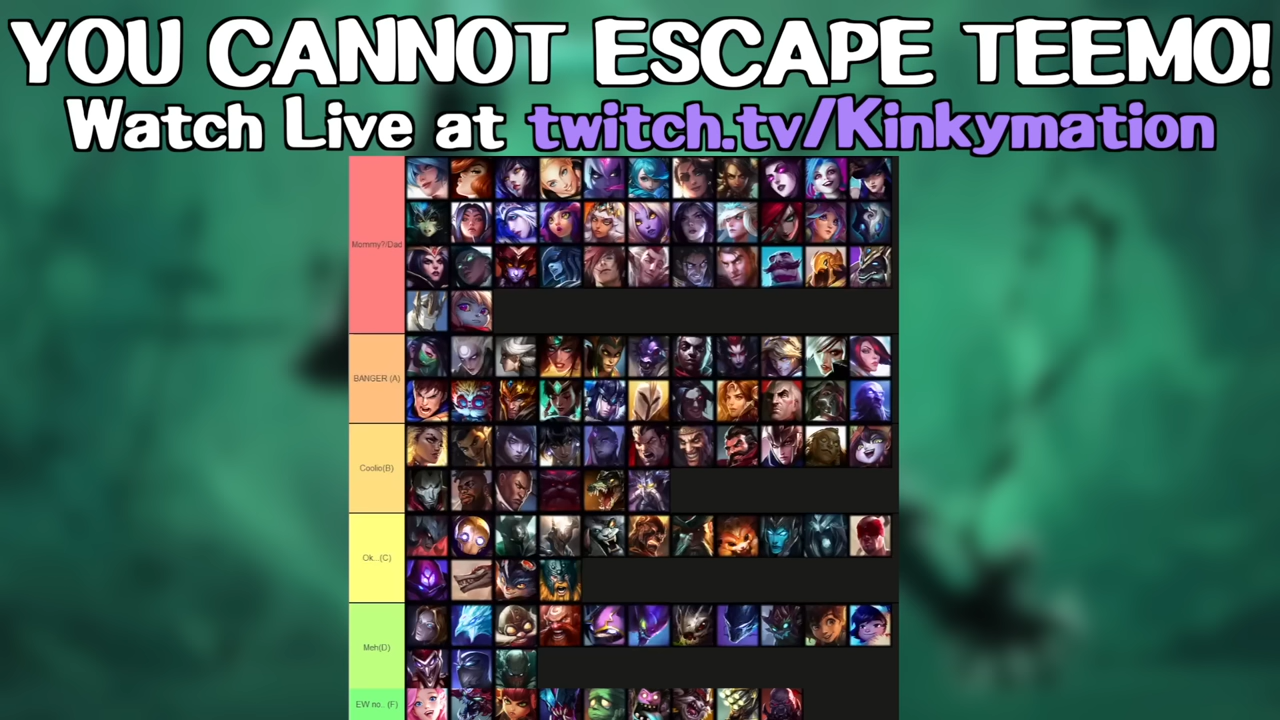 YOU CANNOT ESCAPE TEEMO!
Watch Live at twitch.tv/Kinkymation
Mommy?/Dad
BANGER (A)
Coolio(B)
Ok...(C)
Meh(D)
EW no.. (F)